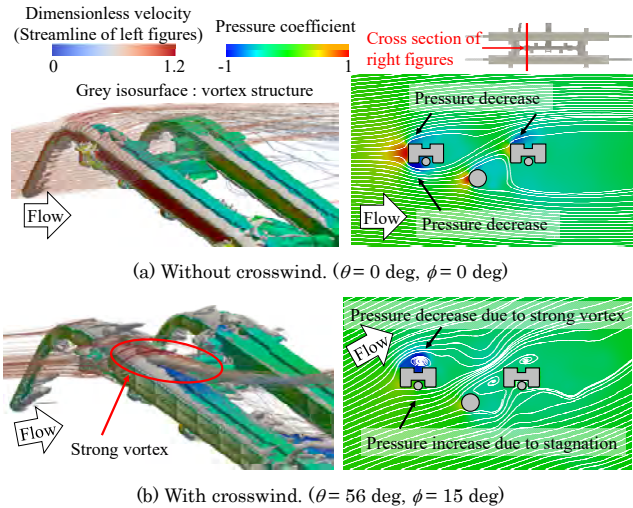 Dimensionless velocity
(Streamline of left figures)
0 1.2
Pressure coefficient
-1 1
Cross section of
right figures
Grey isosurface : vortex structure
Flow
Pressure decrease
Flow
Pressure decrease
(a) Without crosswind. (θ = 0 deg, ϕ = 0 deg)
Flow
Strong vortex
Pressure decrease due to strong vortex
Flow
Pressure increase due to stagnation
(b) With crosswind. (θ = 56 deg, ϕ = 15 deg)